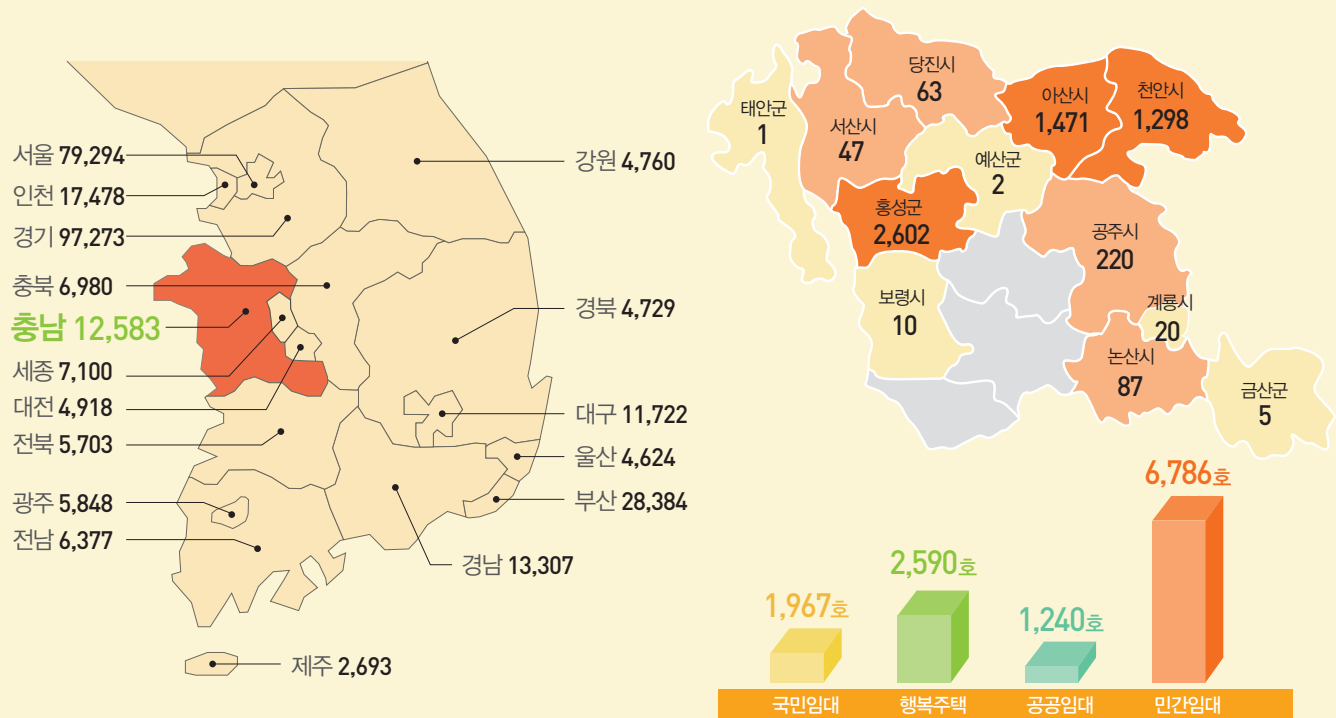 서울 79,294
인천 17,478
경기 97,273
충북 6,980
충남 12,583
세종 7,100
대전 4,918
전북 5,703
광주 5,848
전남 6,377
강원 4,760
경북 4,729
대구 11,722
울산 4,624
부산 28,384
경남 13,307
제주 2,693
태안군
1
당진시
63
서산시
47
아산시
1,471
천안시
1,298
예산군
2
홍성군
2,602
공주시
220
보령시
10
계룡시
20
논산시
87
금산군
5
1,967호
2,590호
1,240호
6,786호
국민임대
행복주택
공공임대
민간임대